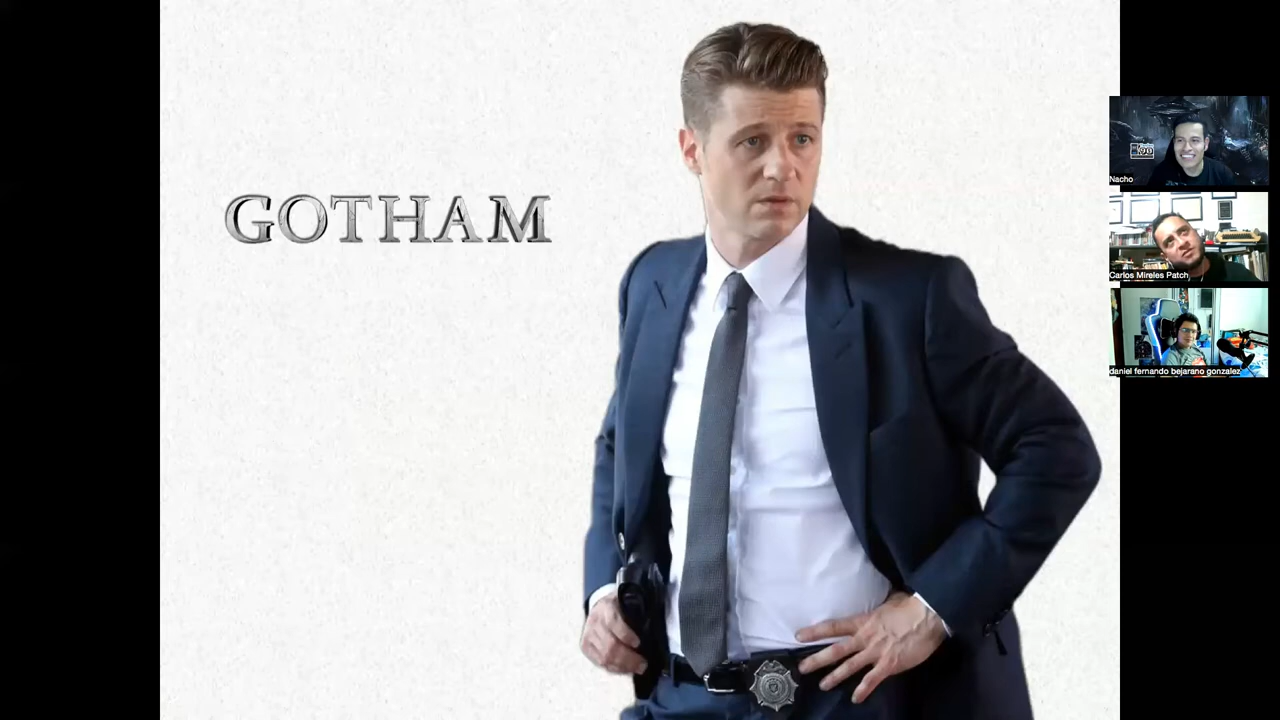 GOTHAM
Nacho
Carlos Mireles Patch
daniel fernando bejarano gonzalez